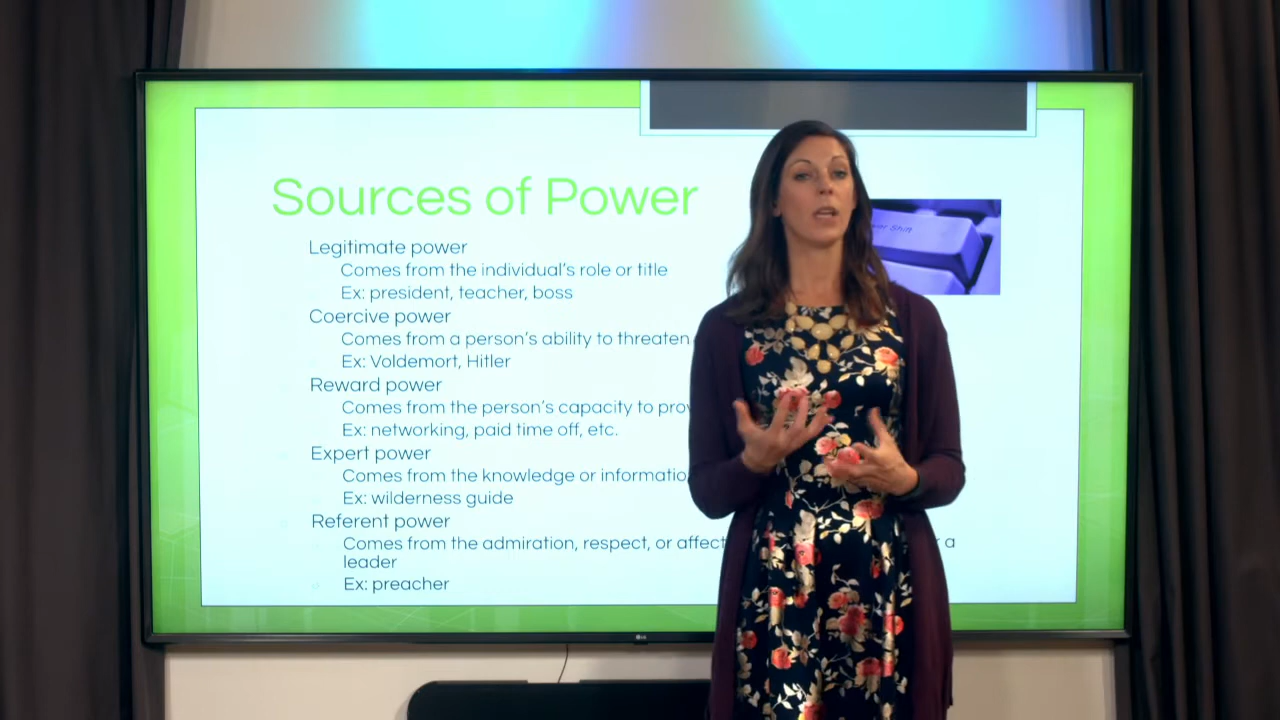 Sources of Power
Legitimate power
Comes from the individual's role or title
Ex: president, teacher, boss
Coercive power
Comes from a person's ability to threaten
Ex: Voldemort, Hitler
Reward power
Comes from the person's capacity to
Ex: networking, paid time off, etc.
Expert power
Comes from the knowledge or
Ex: wilderness guide
Referent power
Comes from the admiration, respect, or a
leader
Ex: preacher
Shift
LG